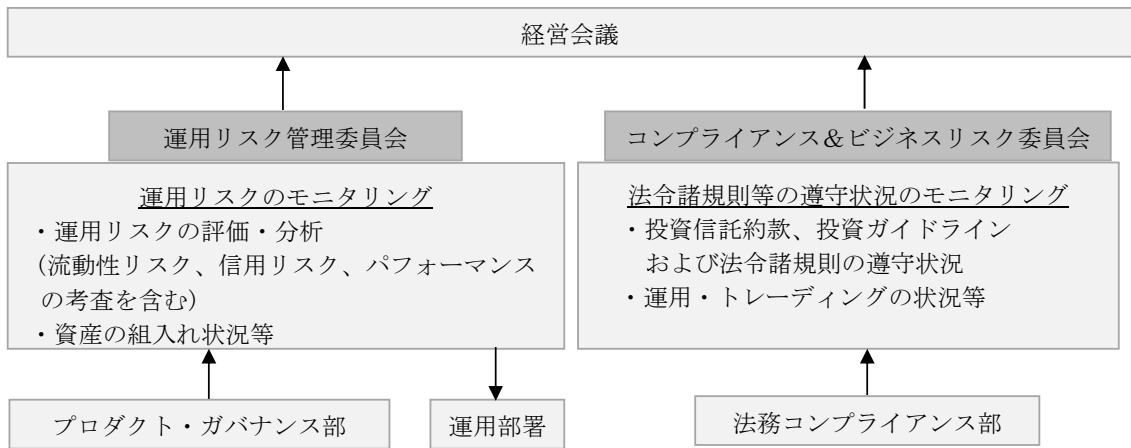 経営会議
運用リスク管理委員会
運用リスクのモニタリング
・運用リスクの評価・分析
(流動性リスク、信用リスク、パフォーマンス
の考査を含む)
・資産の組入れ状況等
コンプライアンス＆ビジネスリスク委員会
法令諸規則等の遵守状況のモニタリング
・投資信託約款、投資ガイドライン
および法令諸規則の遵守状況
・運用・トレーディングの状況等
プロダクト・ガバナンス部
運用部署
法務コンプライアンス部